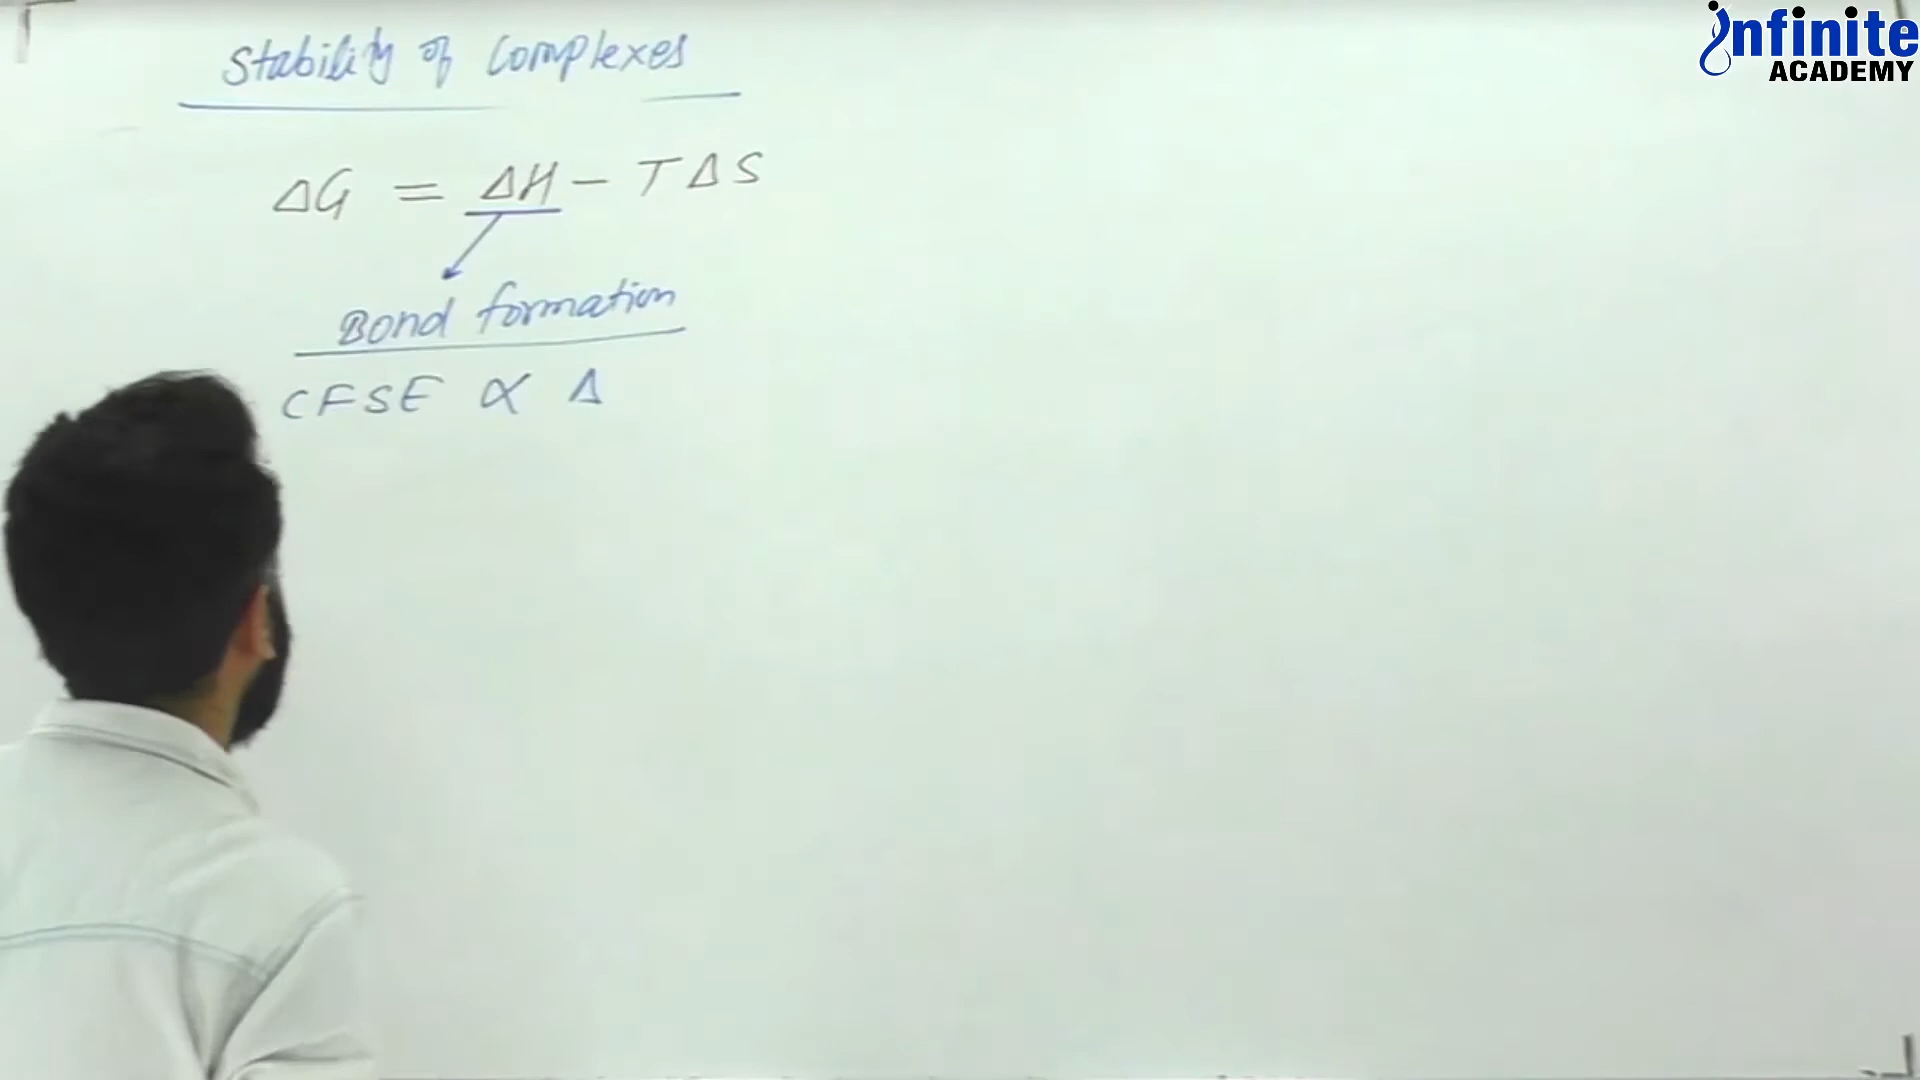 Stability of Complexes
ΔG = ΔH - TΔS
Bond formation
CFSE ∝ Δ
infinite
ACADEMY